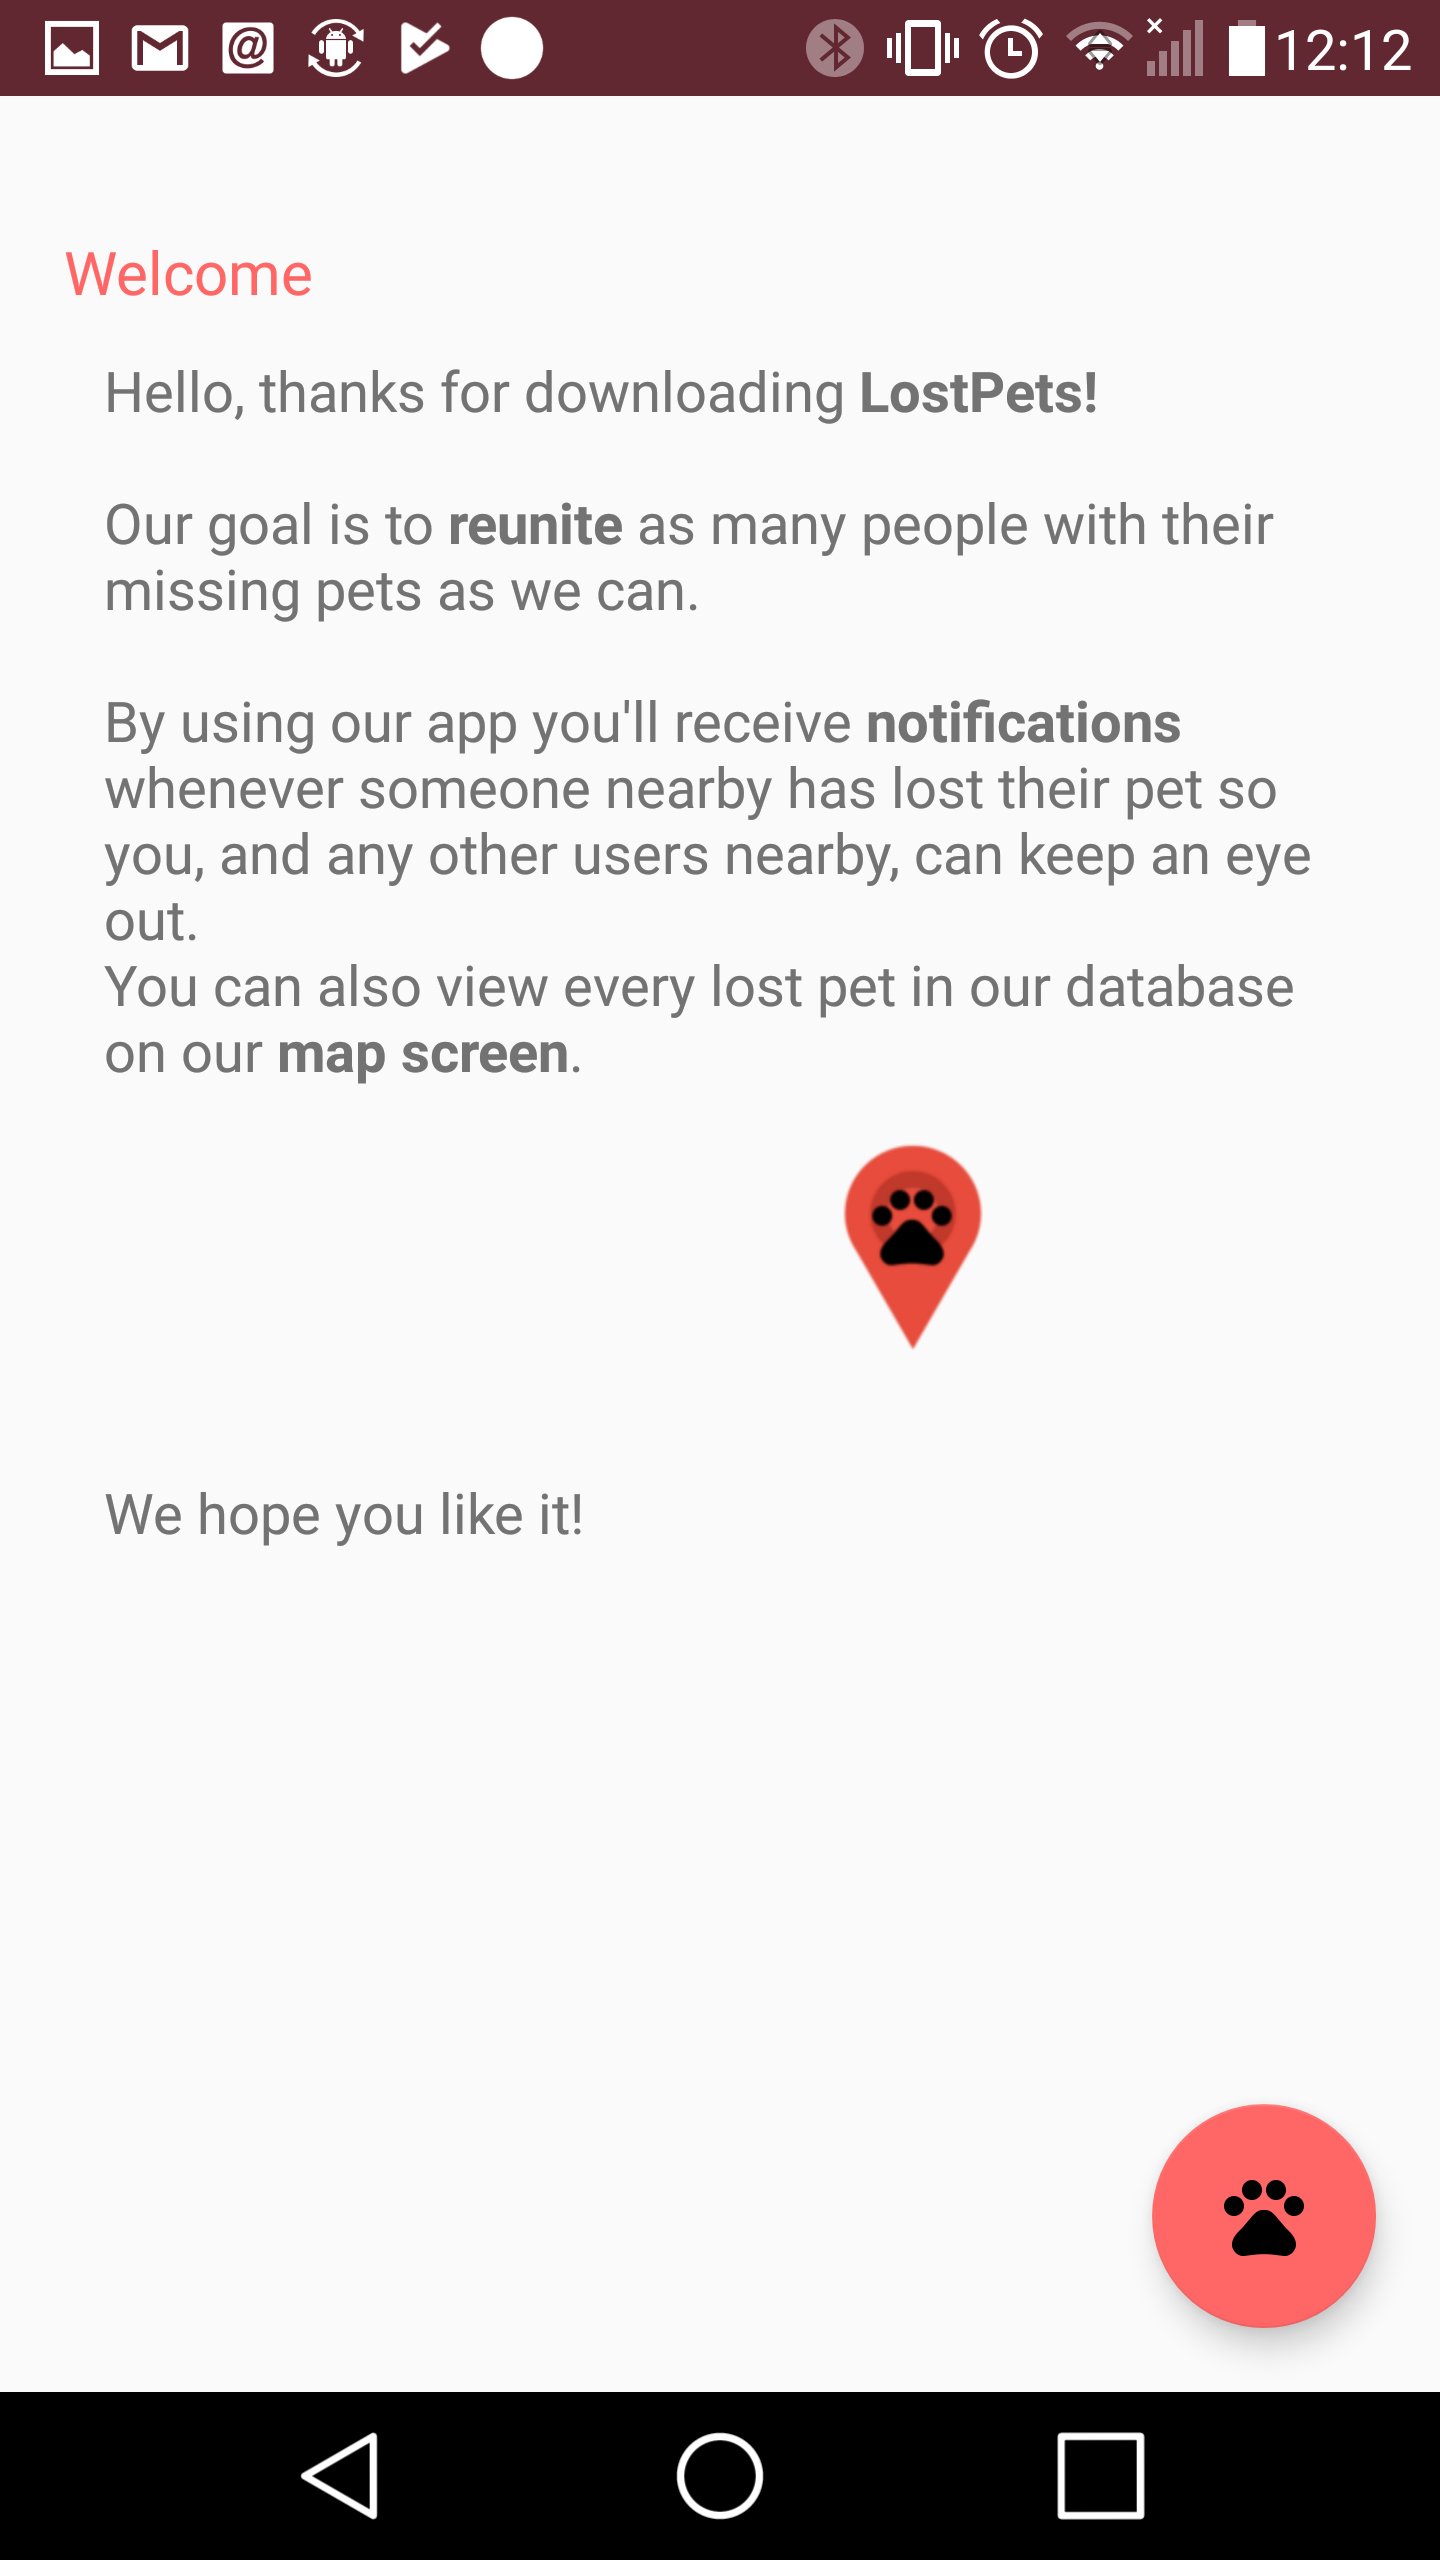 12:12
Welcome
Hello, thanks for downloading LostPets!
Our goal is to reunite as many people with their
missing pets as we can.
By using our app you'll receive notifications
whenever someone nearby has lost their pet so
you, and any other users nearby, can keep an eye
out.
You can also view every lost pet in our database
on our map screen.
We hope you like it!